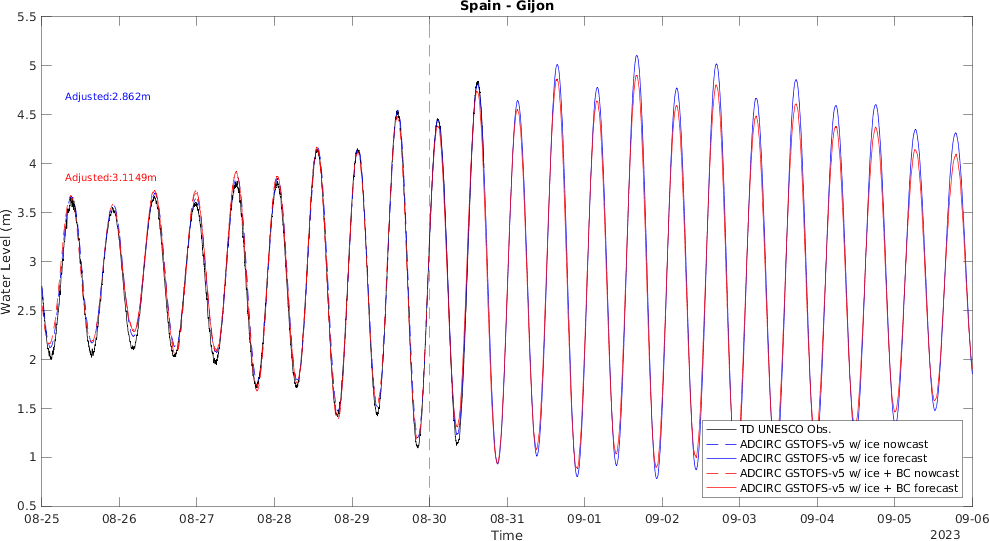 Spain - Gijon
5.5
5
4.5
4
3.5
3
2.5
2
1.5
1
0.5
Water Level (m)
Adjusted:2.862m
Adjusted:3.1149m
TD UNESCO Obs.
ADCIRC GSTOFS-v5 w/ ice nowcast
ADCIRC GSTOFS-v5 w/ ice forecast
ADCIRC GSTOFS-v5 w/ ice + BC nowcast
ADCIRC GSTOFS-v5 w/ ice + BC forecast
08-25 08-26 08-27 08-28 08-29 08-30 08-31 09-01 09-02 09-03 09-04 09-05 09-06
Time
2023